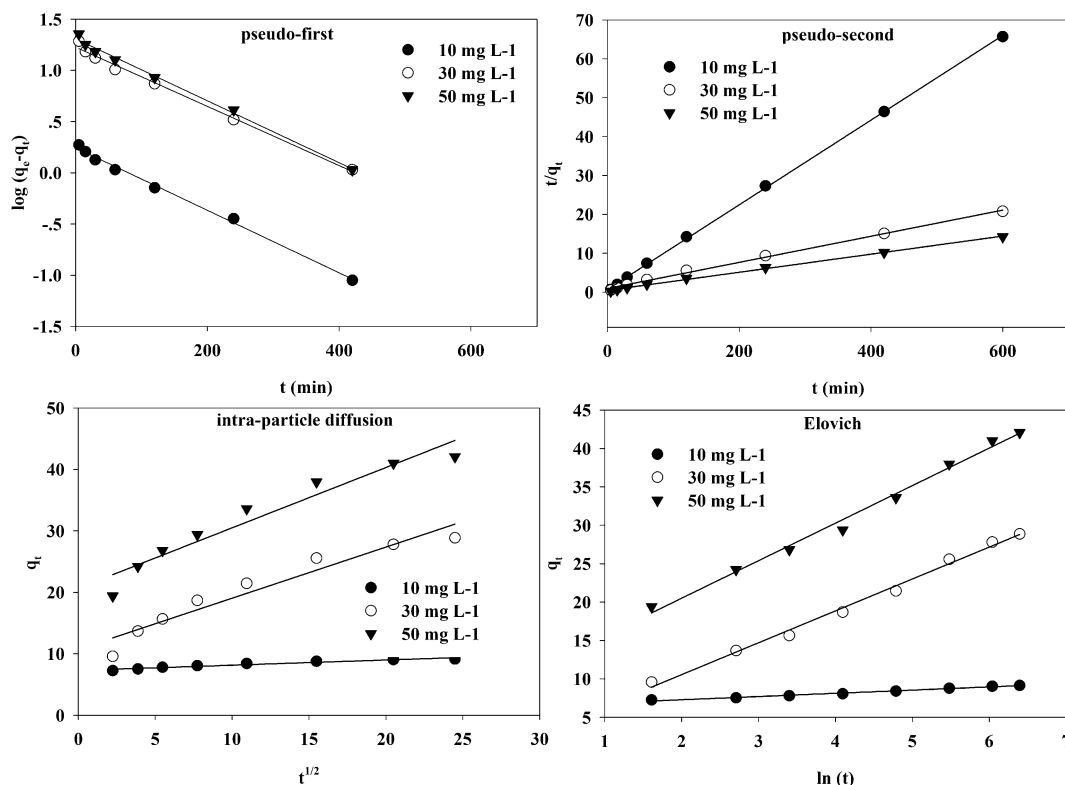 pseudo-first
10 mg L-1
30 mg L-1
50 mg L-1
log (qe-qt)
1.5
1.0
.5
0.0
-.5
-1.0
-1.5
0 200 400 600
t (min)
pseudo-second
10 mg L-1
30 mg L-1
50 mg L-1
t/qt
70
60
50
40
30
20
10
0
0 200 400 600
t (min)
intra-particle diffusion
10 mg L-1
30 mg L-1
50 mg L-1
qt
50
40
30
20
10
0
0 5 10 15 20 25 30
t1/2
Elovich
10 mg L-1
30 mg L-1
50 mg L-1
qt
45
40
35
30
25
20
15
10
5
1 2 3 4 5 6 7
ln (t)